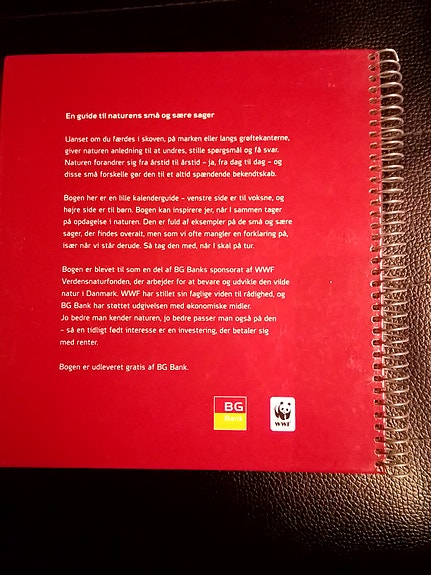 En guide til naturens små og sære sager
Uanset om du færdes i skoven, på marken eller langs grøftekanterne,
giver naturen anledning til at undres, stille spørgsmål og få svar.
Naturen forandrer sig fra årstid til årstid – ja, fra dag til dag – og
disse små forskelle gør den til et altid spændende bekendtskab.
Bogen her er en lille kalenderguide – venstre side er til voksne, og
højre side er til børn. Bogen kan inspirere jer, når I sammen tager
på opdagelse i naturen. Den er fuld af eksempler på de små og sære
sager, der findes overalt, men som vi ofte mangler en forklaring på,
især når vi står derude. Så tag den med, når I skal på tur.
Bogen er blevet til som en del af BG Banks sponsorat af WWF
Verdensnaturfonden, der arbejder for at bevare og udvikle den vilde
natur i Danmark. WWF har stillet sin faglige viden til rådighed, og
BG Bank har støttet udgivelsen med økonomiske midler.
Jo bedre man kender naturen, jo bedre passer man også på den
– så en tidligt født interesse er en investering, der betaler sig
med renter.
Bogen er udleveret gratis af BG Bank.
BG
Bank
WWF